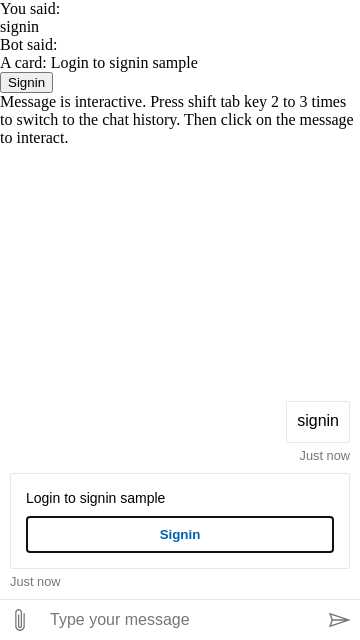 You said:
signin
Bot said:
A card: Login to signin sample
Signin
Message is interactive. Press shift tab key 2 to 3 times
to switch to the chat history. Then click on the message
to interact.
signin
Just now
Login to signin sample
Signin
Just now
Type your message